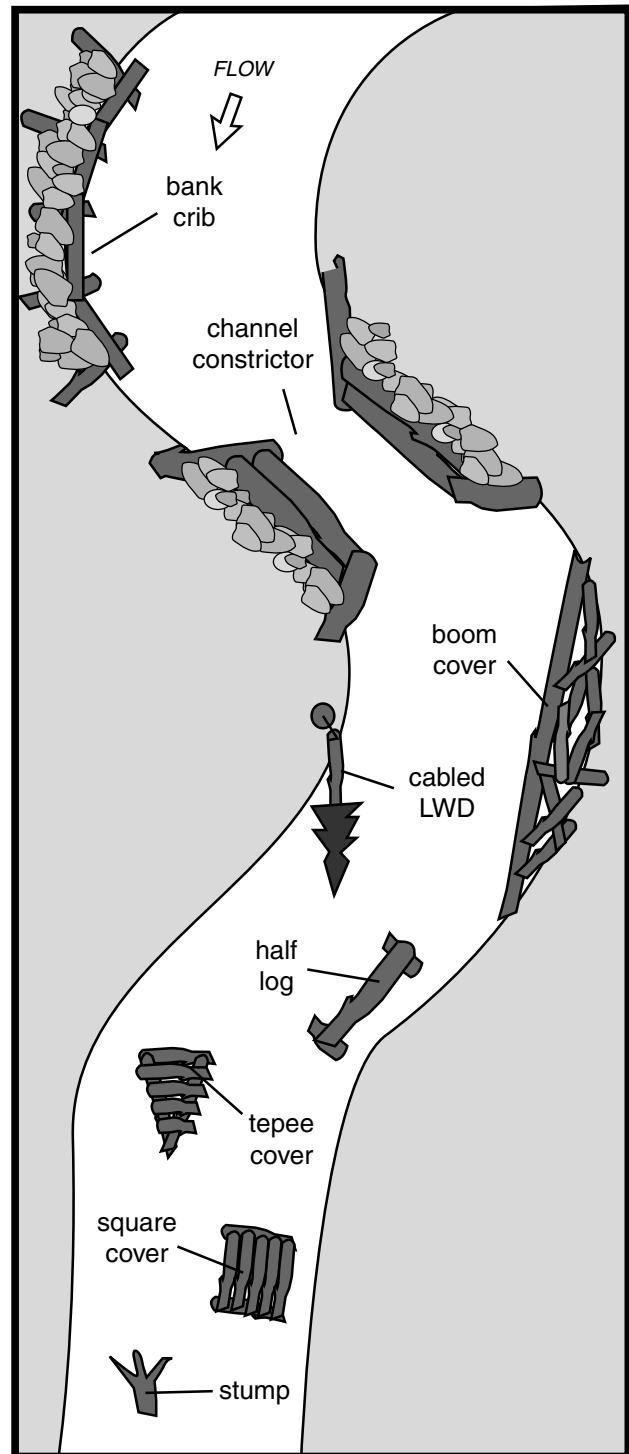 FLOW
bank
crib
channel
constrictor
boom
cover
cabled
LWD
half
log
tepee
cover
square
cover
stump